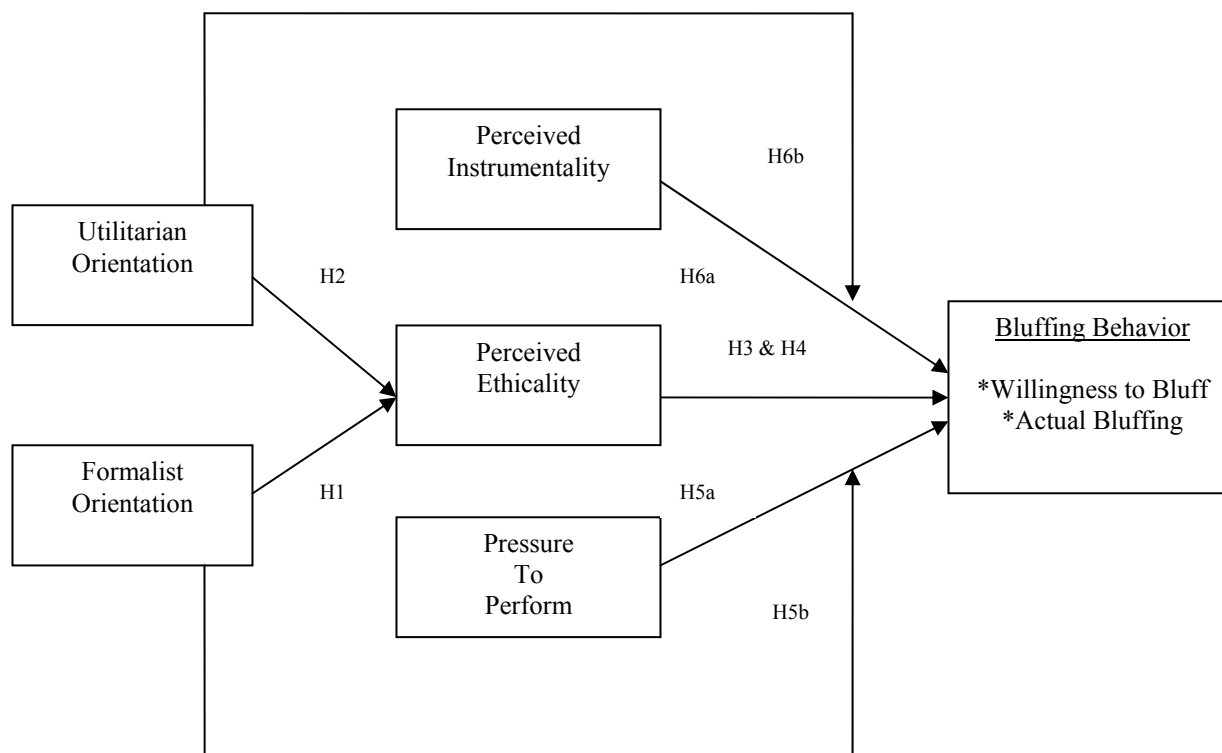 Perceived
Instrumentality
H6b
Utilitarian
Orientation
H2
H6a
Perceived
Ethicality
H3 & H4
Bluffing Behavior
*Willingness to Bluff
*Actual Bluffing
Formalist
Orientation
H1
H5a
Pressure
To
Perform
H5b